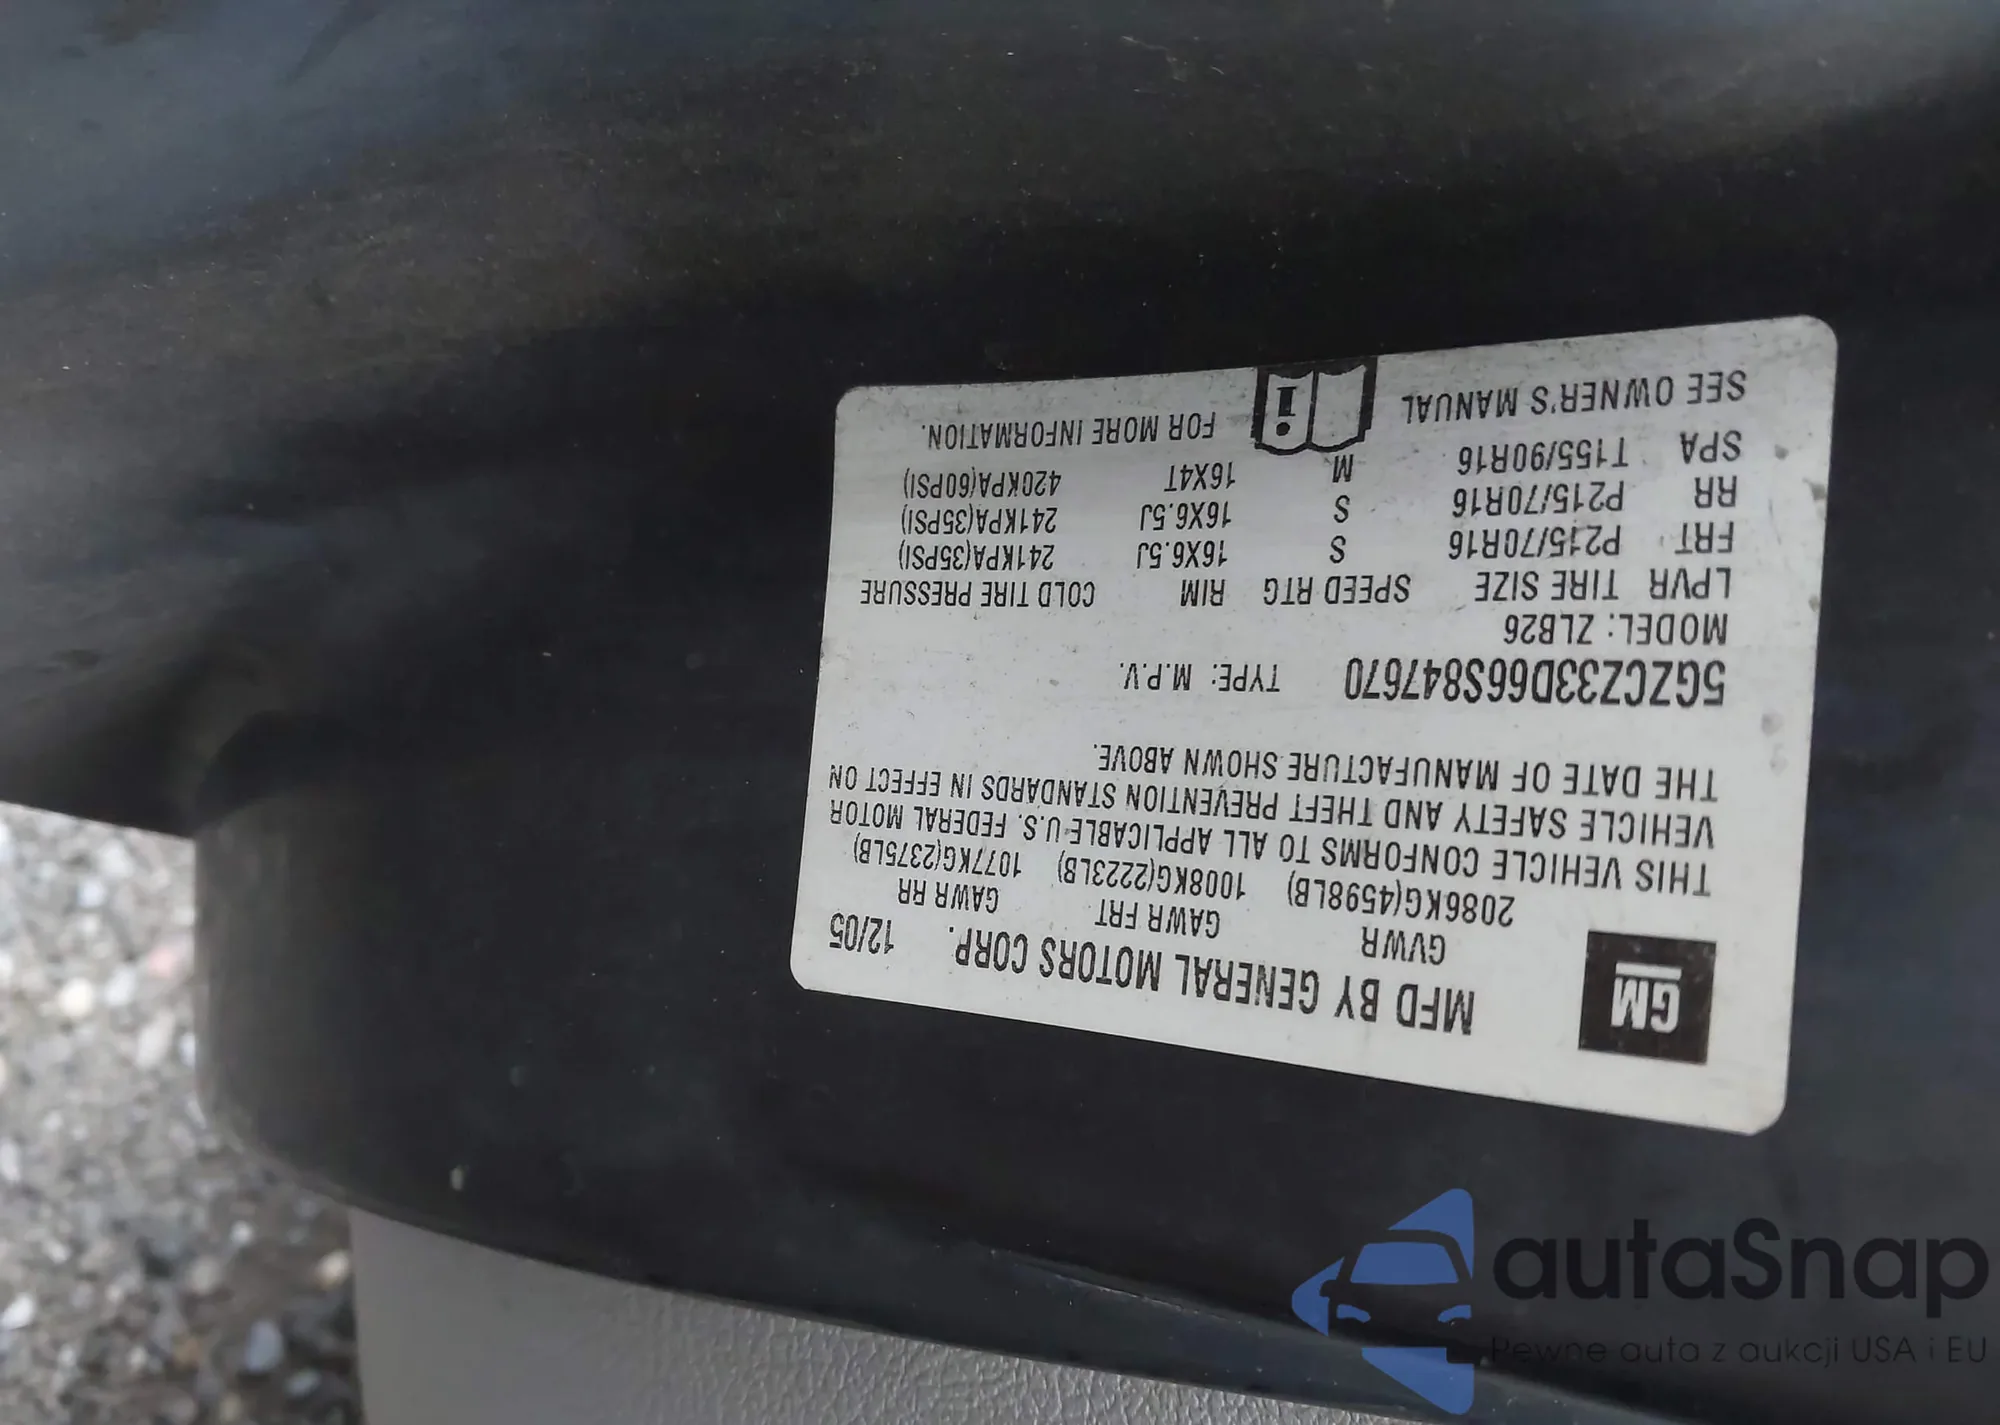 GM
MFD BY GENERAL MOTORS CORP. 12/05
GVWR GAWR FRT GAWR RR
2086KG(4598LB) 1008KG(2223LB) 1077KG(2375LB)
THIS VEHICLE CONFORMS TO ALL APPLICABLE U.S. FEDERAL MOTOR
VEHICLE SAFETY AND THEFT PREVENTION STANDARDS IN EFFECT ON
THE DATE OF MANUFACTURE SHOWN ABOVE.
5GZCZ33D66S847670 TYPE: M.P.V.
MODEL: ZLB26
LPVR TIRE SIZE SPEED RTG RIM COLD TIRE PRESSURE
FRT P215/70R16 S 16X6.5J 241KPA(35PSI)
RR P215/70R16 S 16X6.5J 241KPA(35PSI)
SPA T155/90R16 M 16X4T 420KPA(60PSI)
SEE OWNER'S MANUAL i FOR MORE INFORMATION.
autaSnap
Pewne auta z aukcji USA i EU